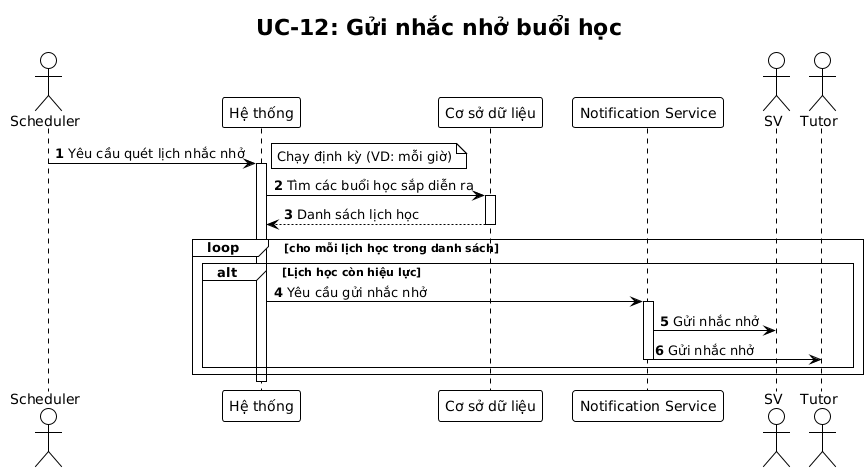 UC-12: Gửi nhắc nhở buổi học
Scheduler
Hệ thống
Cơ sở dữ liệu
Notification Service
SV
Tutor
1 Yêu cầu quét lịch nhắc nhở
Chạy định kỳ (VD: mỗi giờ)
2 Tìm các buổi học sắp diễn ra
3 Danh sách lịch học
loop [cho mỗi lịch học trong danh sách]
alt [Lịch học còn hiệu lực]
4 Yêu cầu gửi nhắc nhở
5 Gửi nhắc nhở
6 Gửi nhắc nhở
Scheduler
Hệ thống
Cơ sở dữ liệu
Notification Service
SV
Tutor